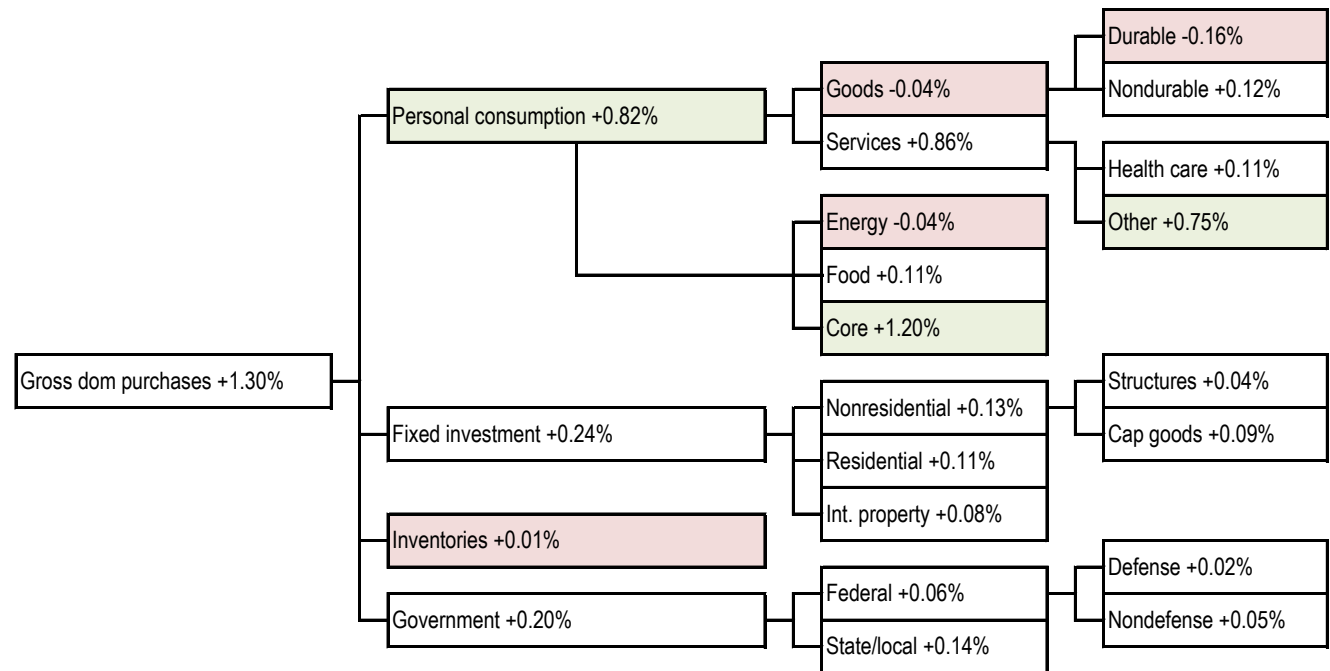 Durable -0.16%
Goods -0.04%
Nondurable +0.12%
Personal consumption +0.82%
Services +0.86%
Health care +0.11%
Energy -0.04%
Other +0.75%
Food +0.11%
Core +1.20%
Gross dom purchases +1.30%
Structures +0.04%
Nonresidential +0.13%
Fixed investment +0.24%
Cap goods +0.09%
Residential +0.11%
Int. property +0.08%
Inventories +0.01%
Defense +0.02%
Federal +0.06%
Government +0.20%
Nondefense +0.05%
State/local +0.14%